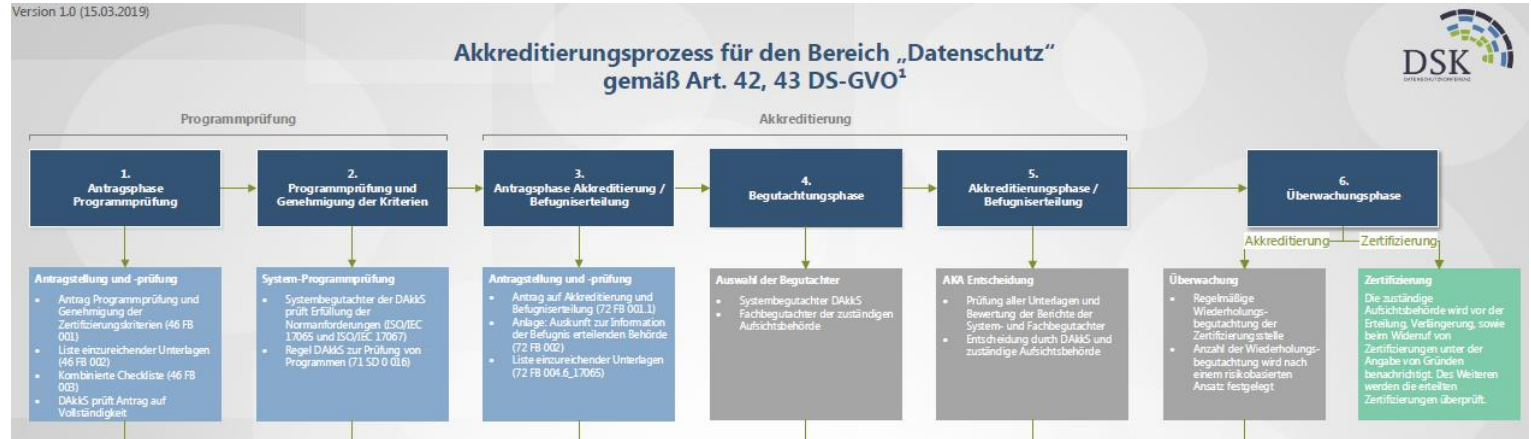 Version 1.0 (15.03.2019)
Akkreditierungsprozess für den Bereich „Datenschutz“
gemäß Art. 42, 43 DS-GVO¹
DSK
DATENSCHUTZKONFERENZ
Programmprüfung
Akkreditierung
1.
Antragsphase
Programmprüfung
2.
Programmprüfung und
Genehmigung der Kriterien
3.
Antragsphase Akkreditierung /
Befugniserteilung
4.
Begutachtungsphase
5.
Akkreditierungsphase /
Befugniserteilung
6.
Überwachungsphase
Akkreditierung
Zertifizierung
Antragstellung und -prüfung
• Antrag Programmprüfung und
Genehmigung der
Zertifizierungskriterien (46 FB
001)
• Liste einzureichender Unterlagen
(46 FB 002)
• Kombinierte Checkliste (46 FB
003)
• DAkkS prüft Antrag auf
Vollständigkeit
System-Programmprüfung
• Systembegutachter der DAkkS
prüft Erfüllung der
Normanforderungen (ISO/IEC
17065 und ISO/IEC 17067)
• Regel DAkkS zur Prüfung von
Programmen (71 SD 0 016)
Antragstellung und -prüfung
• Antrag auf Akkreditierung und
Befugniserteilung (72 FB 001.1)
• Anlage: Auskunft zur Information
der Befugnis erteilenden Behörde
(72 FB 002)
• Liste einzureichender Unterlagen
(72 FB 004.6_17065)
Auswahl der Begutachter
• Systembegutachter DAkkS
• Fachbegutachter der zuständigen
Aufsichtsbehörde
AKA Entscheidung
• Prüfung aller Unterlagen und
Bewertung der Berichte der
System- und Fachbegutachter
• Entscheidung durch DAkkS und
zuständige Aufsichtsbehörde
Überwachung
• Regelmäßige
Wiederholungs-
begutachtung der
Zertifizierungsstelle
• Anzahl der Wiederholungs-
begutachtung wird nach
einem risikobasierten
Ansatz festgelegt
Zertifizierung
Die zuständige
Aufsichtsbehörde wird vor der
Erteilung, Verlängerung, sowie
beim Widerruf von
Zertifizierungen unter der
Angabe von Gründen
benachrichtigt. Des Weiteren
werden die erteilten
Zertifizierungen überprüft.